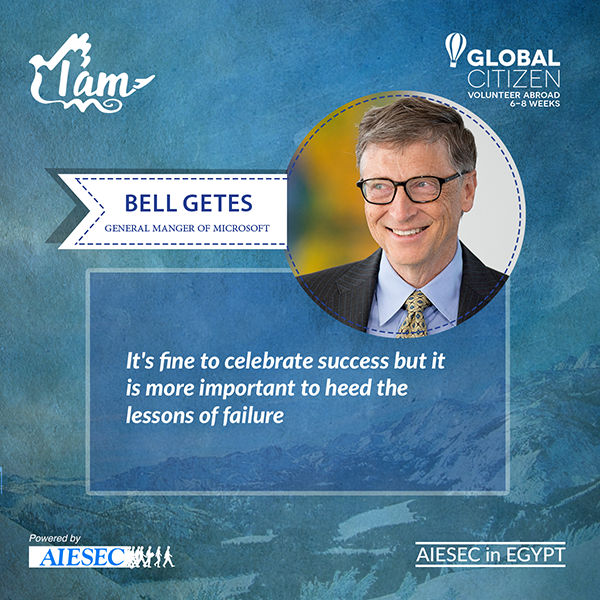 I am
GLOBAL
CITIZEN
VOLUNTEER ABROAD
6-8 WEEKS
BELL GETES
GENERAL MANGER OF MICROSOFT
It's fine to celebrate success but it
is more important to heed the
lessons of failure
Powered by
AIESEC
AIESEC in EGYPT